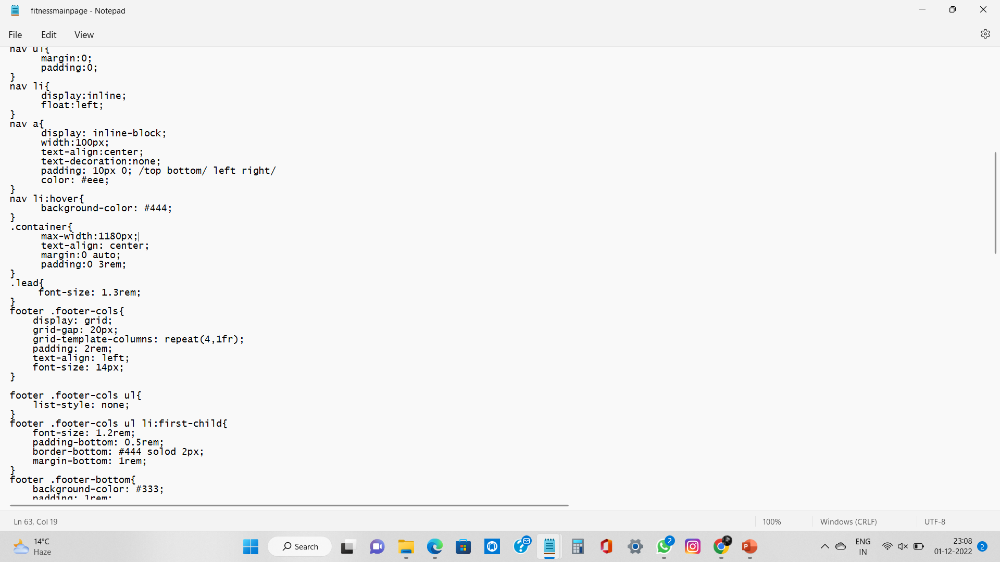 fitnessmainpage - Notepad
File Edit View
nav ul{
margin:0;
padding:0;
}
nav li{
display:inline;
float:left;
}
nav a{
display: inline-block;
width:100px;
text-align:center;
text-decoration:none;
padding: 10px 0; /top bottom/ left right/
color: #eee;
}
nav li:hover{
background-color: #444;
}
.container{
max-width:1180px;
text-align: center;
margin:0 auto;
padding:0 3rem;
}
.lead{
font-size: 1.3rem;
}
footer .footer-cols{
display: grid;
grid-gap: 20px;
grid-template-columns: repeat(4,1fr);
padding: 2rem;
text-align: left;
font-size: 14px;
}
footer .footer-cols ul{
list-style: none;
}
footer .footer-cols ul li:first-child{
font-size: 1.2rem;
padding-bottom: 0.5rem;
border-bottom: #444 solod 2px;
margin-bottom: 1rem;
}
footer .footer-bottom{
background-color: #333;
padding: 1rem;
Ln 63, Col 19 100% Windows (CRLF) UTF-8
14°C
Haze
Search
2
P
ENG
IN
23:08
01-12-2022
2